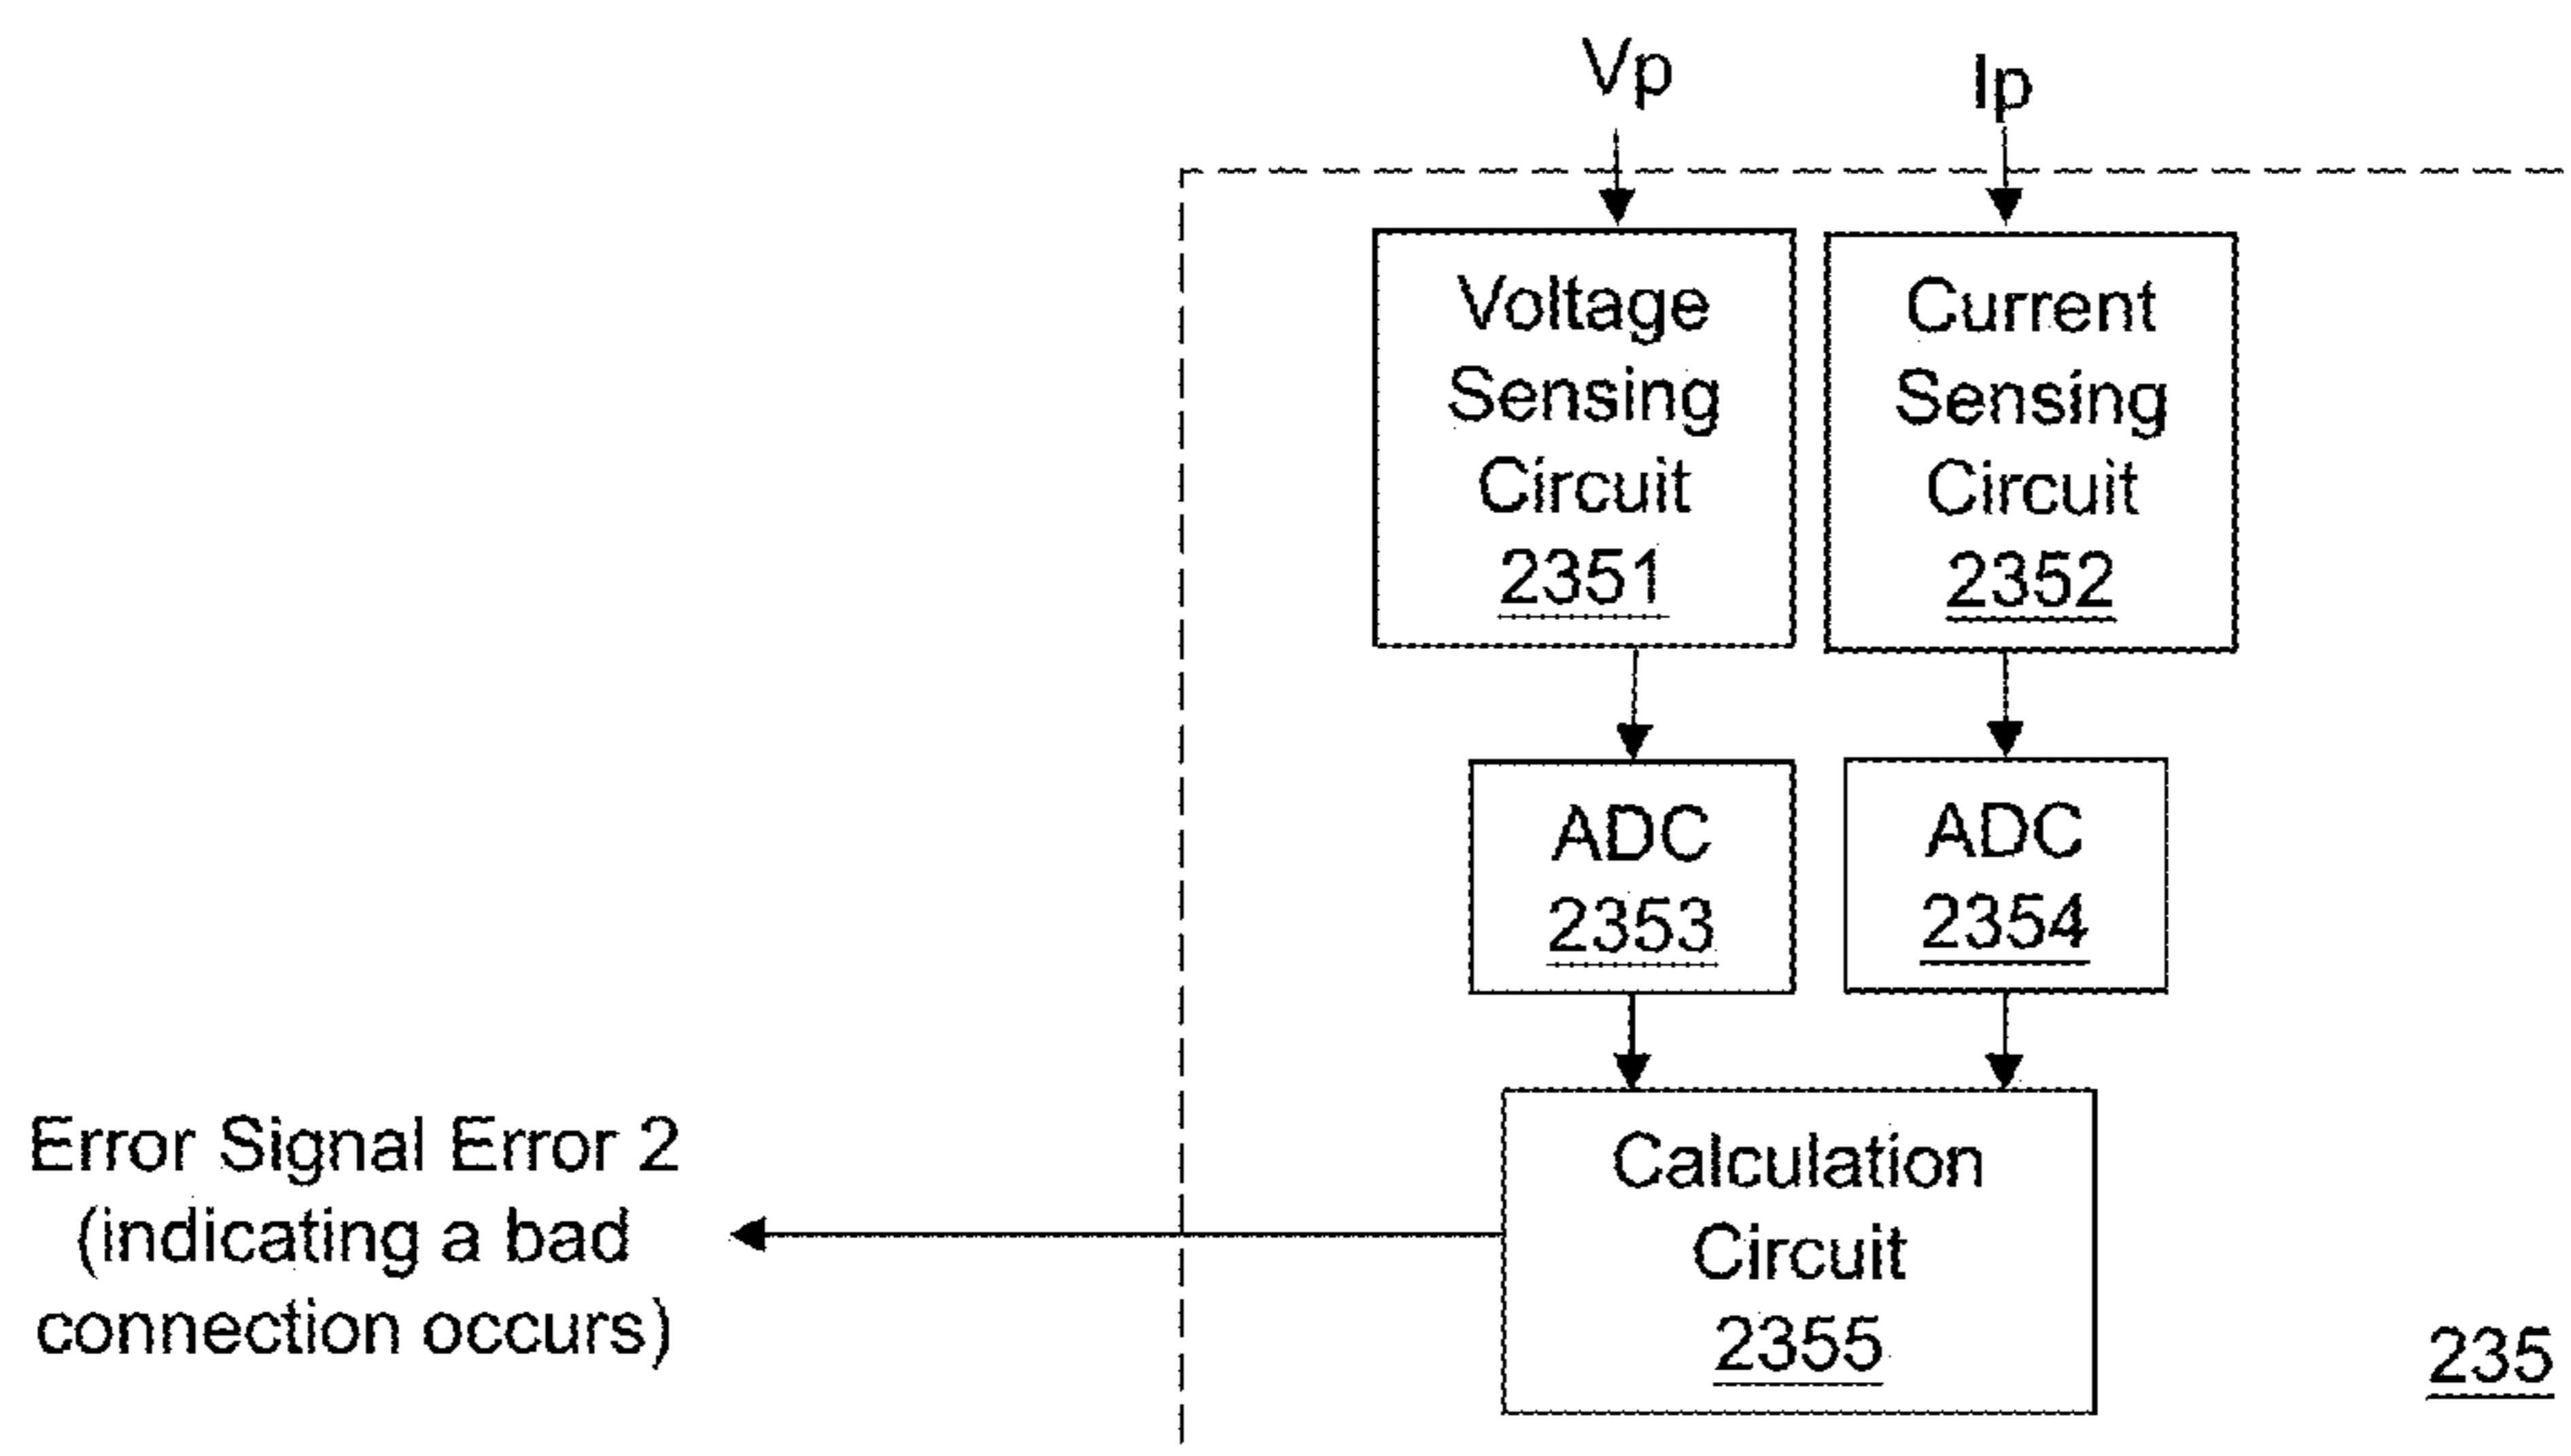 Vp
Ip
Voltage
Sensing
Circuit
2351
Current
Sensing
Circuit
2352
ADC
2353
ADC
2354
Calculation
Circuit
2355
Error Signal Error 2
(indicating a bad
connection occurs)
235